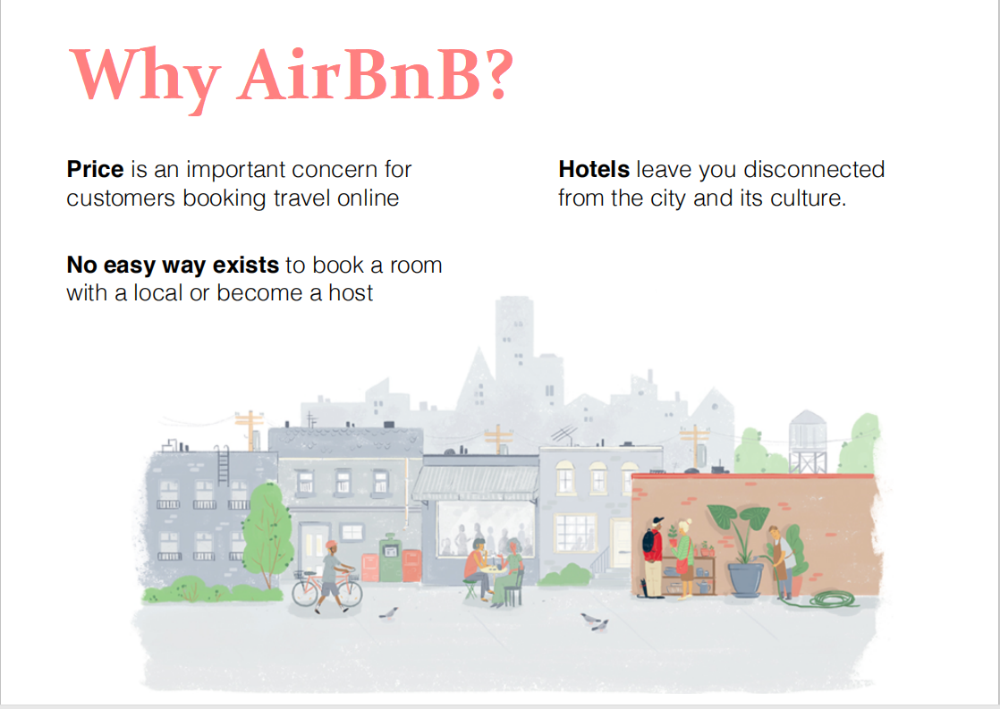 Why AirBnB?
Price is an important concern for
customers booking travel online
Hotels leave you disconnected
from the city and its culture.
No easy way exists to book a room
with a local or become a host